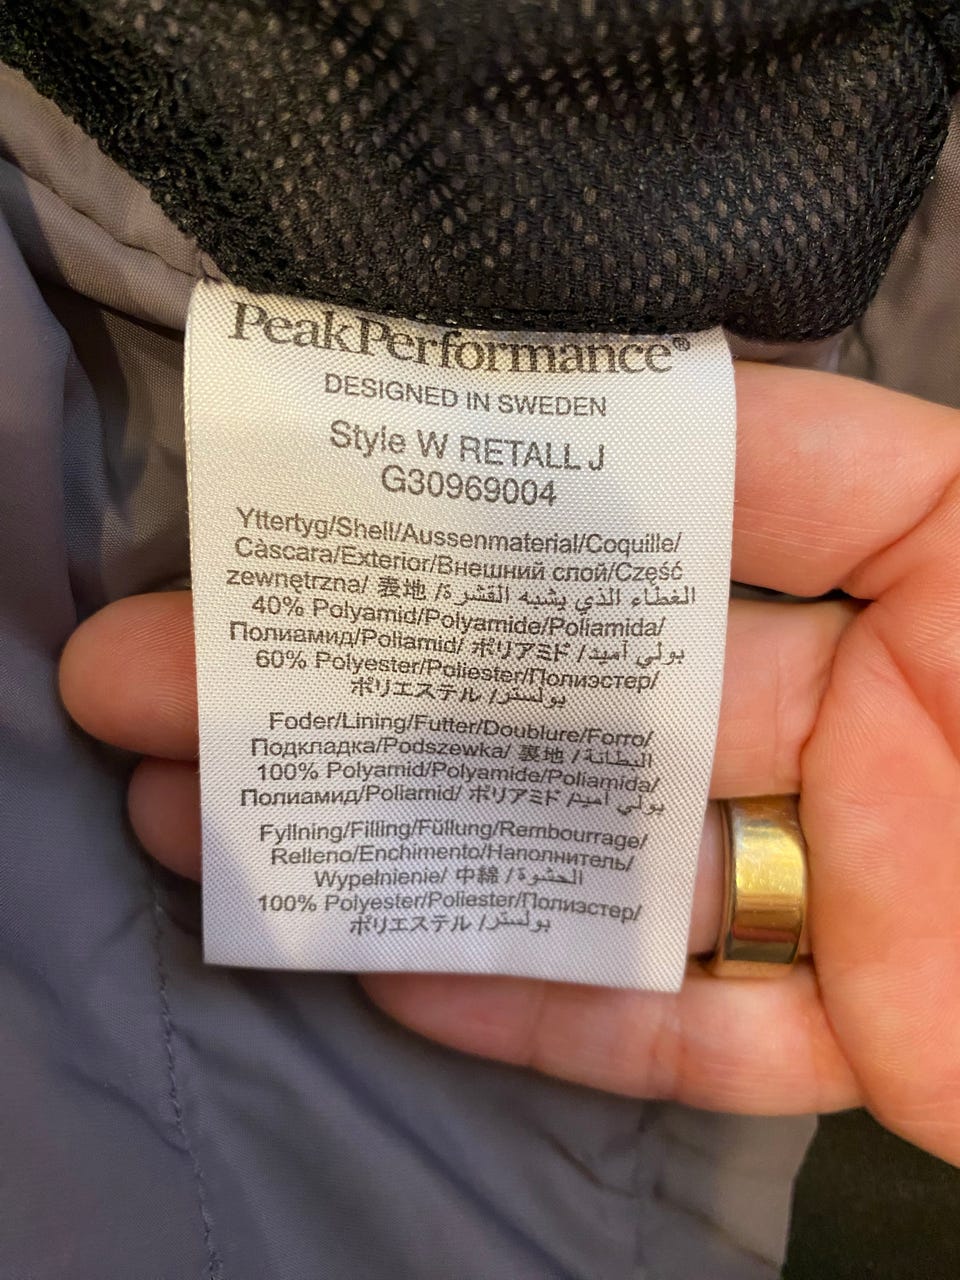 PeakPerformance®
DESIGNED IN SWEDEN
Style W RETALL J
G30969004
Yttertyg/Shell/Aussenmaterial/Coquille/
Càscara/Exterior/Внешний слой/Część
zewnętrzna/ 表地 /الغطاء الذي يشبه القشرة
40% Polyamid/Polyamide/Poliamida/
Полиамид/Poliamid/ ポリアミド /بولي أميد
60% Polyester/Poliester/Полиэстер/
ポリエステル /بوليستر
Foder/Lining/Futter/Doublure/Forro/
Подкладка/Podszewka/ 裏地 /البطانة
100% Polyamid/Polyamide/Poliamida/
Полиамид/Poliamid/ ポリアミド /بولي أميد
Fyllning/Filling/Füllung/Rembourrage/
Relleno/Enchimento/Наполнитель/
Wypełnienie/ 中綿 /الحشوة
100% Polyester/Poliester/Полиэстер/
ポリエステル /بوليستر